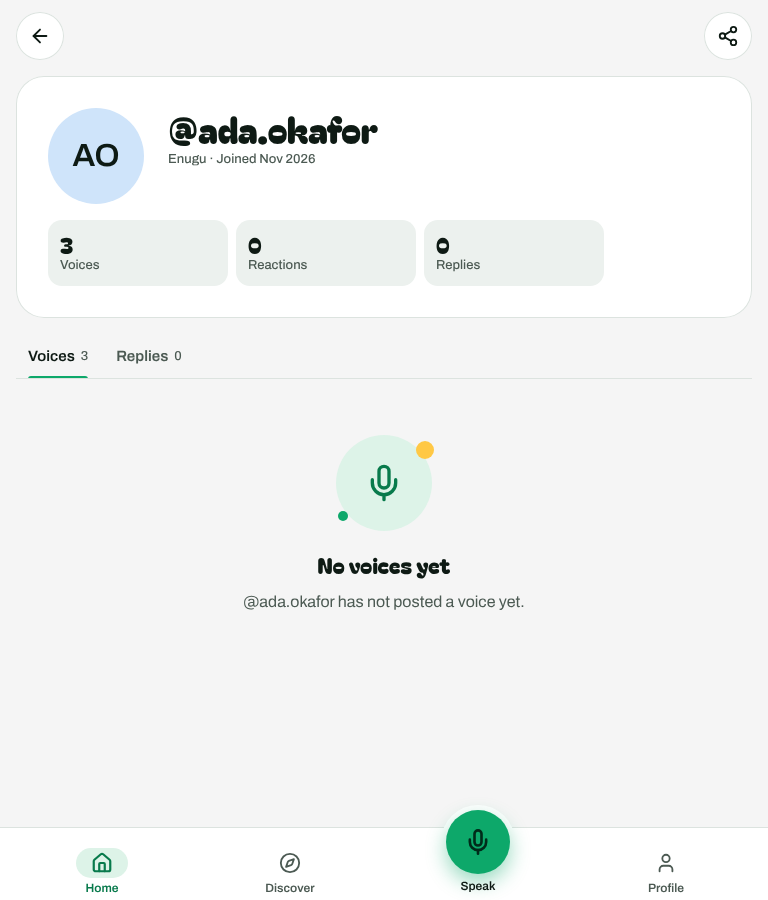 AO
@ada.okafor
Enugu · Joined Nov 2026
3
Voices
0
Reactions
0
Replies
Voices 3
Replies 0
No voices yet
@ada.okafor has not posted a voice yet.
Home
Discover
Speak
Profile